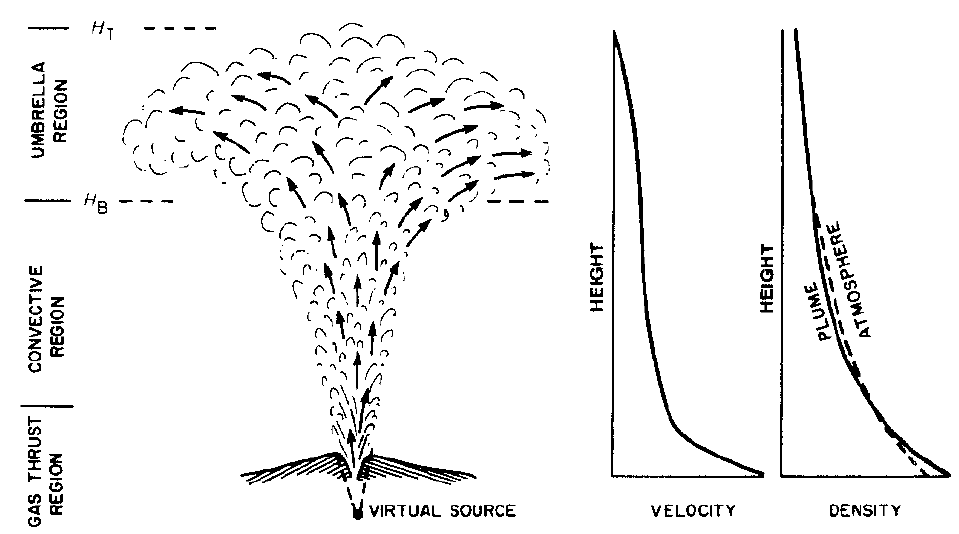 H_T
UMBRELLA
REGION
H_B
CONVECTIVE
REGION
GAS THRUST
REGION
VIRTUAL SOURCE
HEIGHT
VELOCITY
HEIGHT
PLUME
ATMOSPHERE
DENSITY